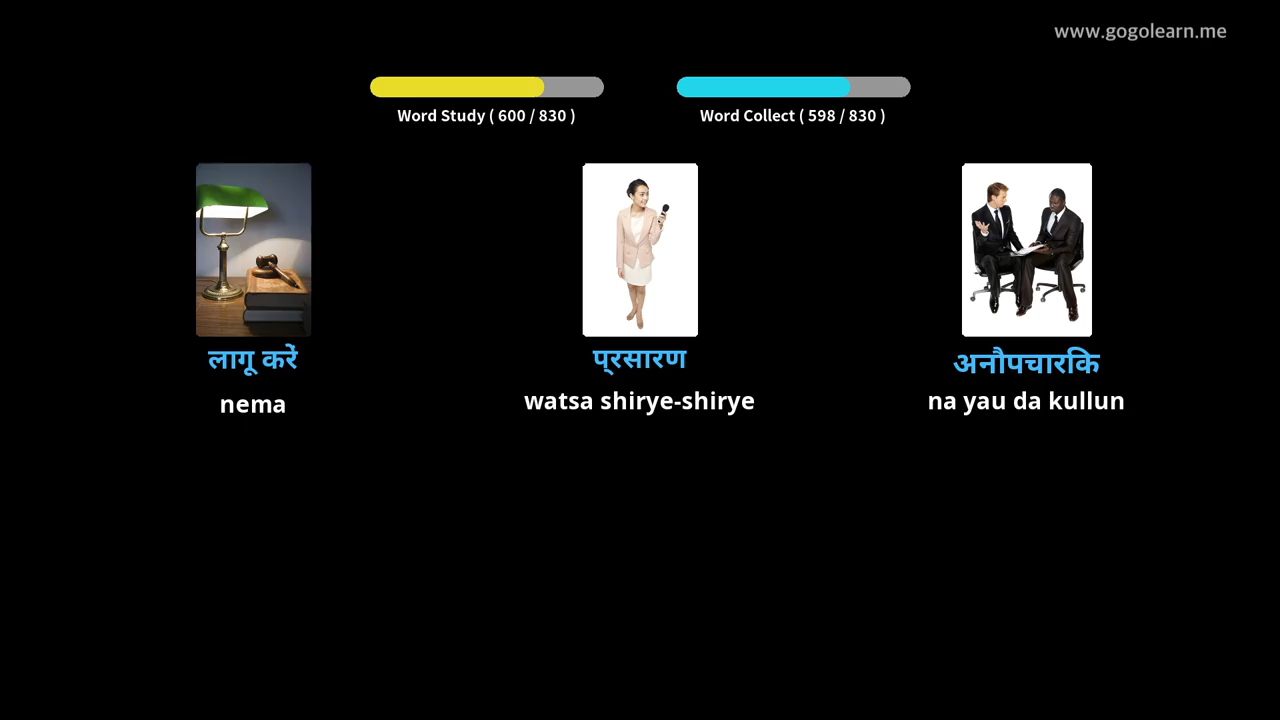 www.gogolearn.me
Word Study ( 600 / 830 )
Word Collect ( 598 / 830 )
लागू करें
प्रसारण
अनौपचारिक
nema
watsa shirye-shirye
na yau da kullun